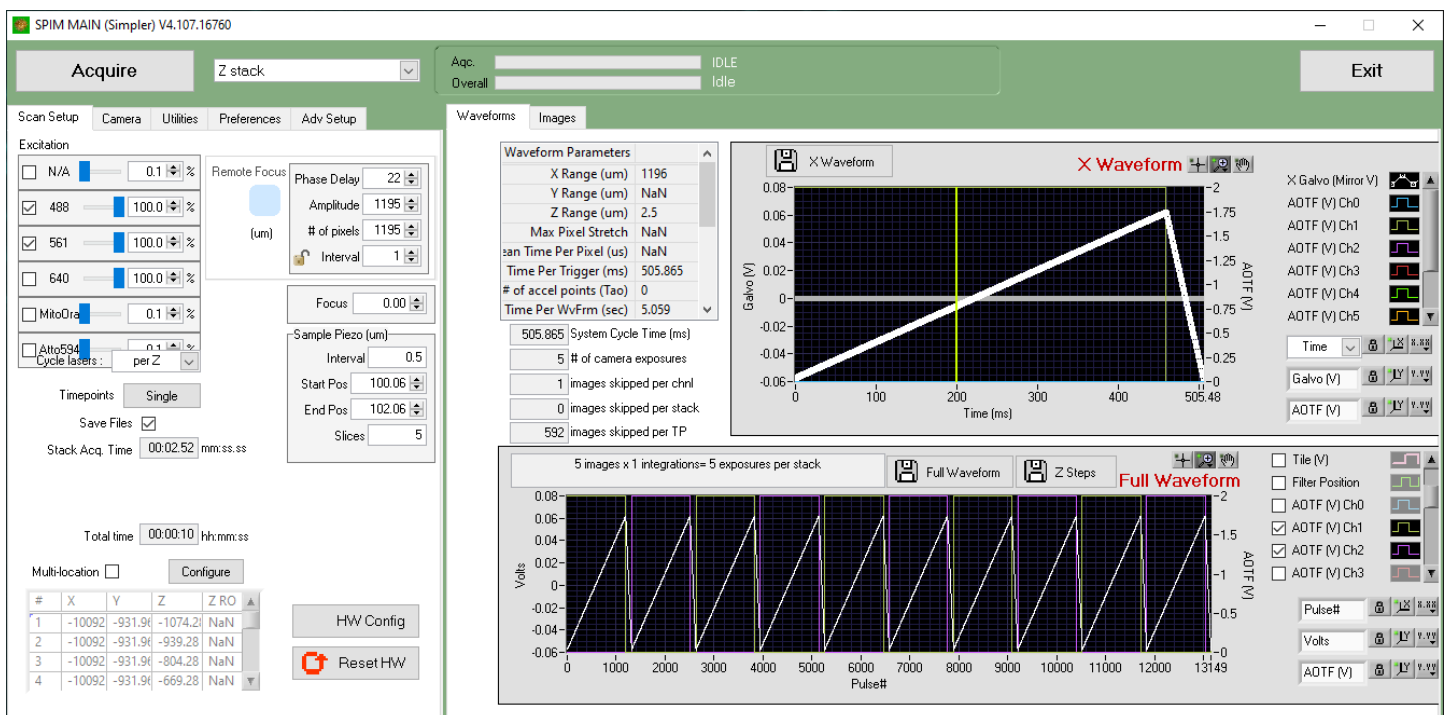 SPIM MAIN (Simpler) V4.107.16760
Acquire
Z stack
Aqc. IDLE
Overall Idle
Exit
Scan Setup Camera Utilities Preferences Adv Setup
Excitation
N/A 0.1 %
488 100.0 %
561 100.0 %
640 100.0 %
MitoOra 0.1 %
Atto594 0.1 %
Cycle lasers : per Z
Remote Focus
(um)
Phase Delay 22
Amplitude 1195
# of pixels 1195
Interval 1
Focus 0.00
Sample Piezo (um)
Interval 0.5
Start Pos 100.06
End Pos 102.06
Slices 5
Timepoints Single
Save Files
Stack Acq. Time 00:02.52 mm:ss.ss
Total time 00:00:10 hh:mm:ss
Multi-location Configure
# X Y Z Z RO
1 -10092 -931.96 -1074.2 NaN
2 -10092 -931.96 -939.28 NaN
3 -10092 -931.96 -804.28 NaN
4 -10092 -931.96 -669.28 NaN
HW Config
Reset HW
Waveforms Images
Waveform Parameters
X Range (um) 1196
Y Range (um) NaN
Z Range (um) 2.5
Max Pixel Stretch NaN
ean Time Per Pixel (us) NaN
Time Per Trigger (ms) 505.865
# of accel points (Tao) 0
Time Per WvFrm (sec) 5.059
505.865 System Cycle Time (ms)
5 # of camera exposures
1 images skipped per chnl
0 images skipped per stack
592 images skipped per TP
X Waveform
X Waveform
Galvo (V)
0.08
0.06
0.04
0.02
0
-0.02
-0.04
-0.06
0 100 200 300 400 505.48
Time (ms)
2
1.75
1.5
1.25
1
0.75
0.5
0.25
0
AOTF (V)
X Galvo (Mirror V)
AOTF (V) Ch0
AOTF (V) Ch1
AOTF (V) Ch2
AOTF (V) Ch3
AOTF (V) Ch4
AOTF (V) Ch5
Time
Galvo (V)
AOTF (V)
5 images x 1 integrations= 5 exposures per stack
Full Waveform
Z Steps
Full Waveform
Volts
0.08
0.06
0.04
0.02
0
-0.02
-0.04
-0.06
0 1000 2000 3000 4000 5000 6000 7000 8000 9000 10000 11000 12000 13149
Pulse#
2
1.5
1
0.5
0
AOTF (V)
Tile (V)
Filter Position
AOTF (V) Ch0
AOTF (V) Ch1
AOTF (V) Ch2
AOTF (V) Ch3
Pulse#
Volts
AOTF (V)